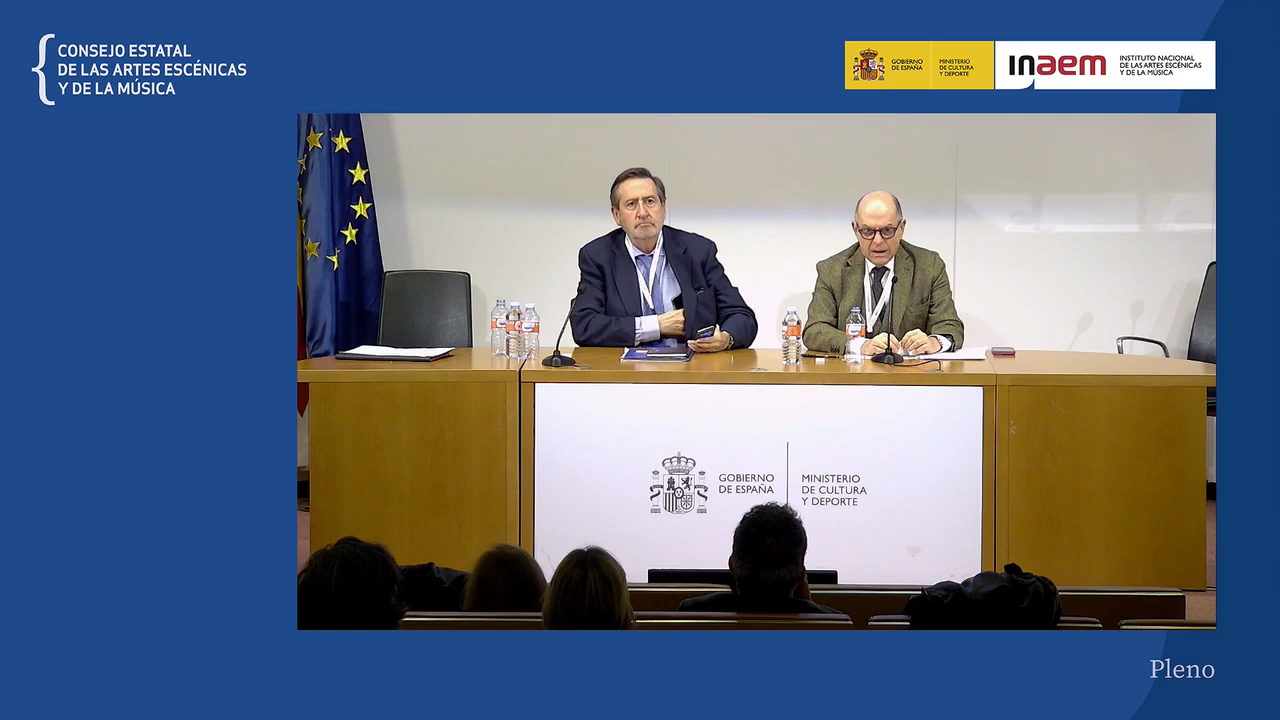 CONSEJO ESTATAL
DE LAS ARTES ESCÉNICAS
Y DE LA MÚSICA
GOBIERNO
DE ESPAÑA
MINISTERIO
DE CULTURA
Y DEPORTE
inaem
INSTITUTO NACIONAL
DE LAS ARTES ESCÉNICAS
Y DE LA MÚSICA
GOBIERNO
DE ESPAÑA
MINISTERIO
DE CULTURA
Y DEPORTE
Pleno